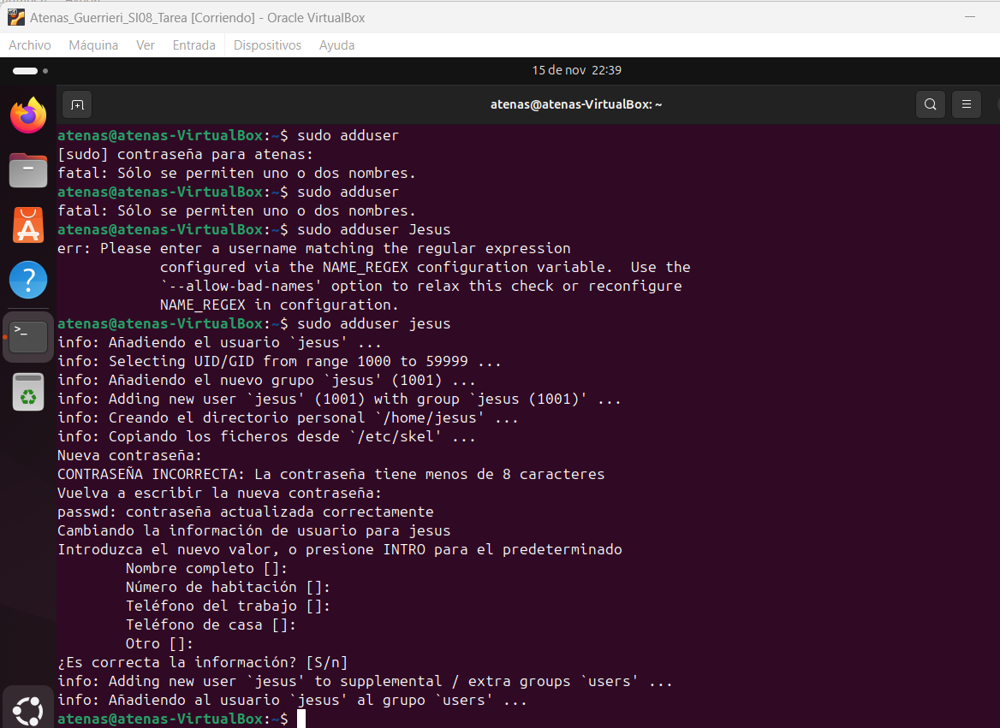 Atenas_Guerrieri_SI08_Tarea [Corriendo] - Oracle VirtualBox
Archivo Máquina Ver Entrada Dispositivos Ayuda
15 de nov 22:39
atenas@atenas-VirtualBox: ~
atenas@atenas-VirtualBox:~$ sudo adduser
[sudo] contraseña para atenas:
fatal: Sólo se permiten uno o dos nombres.
atenas@atenas-VirtualBox:~$ sudo adduser
fatal: Sólo se permiten uno o dos nombres.
atenas@atenas-VirtualBox:~$ sudo adduser Jesus
err: Please enter a username matching the regular expression
configured via the NAME_REGEX configuration variable.  Use the
`--allow-bad-names' option to relax this check or reconfigure
NAME_REGEX in configuration.
atenas@atenas-VirtualBox:~$ sudo adduser jesus
info: Añadiendo el usuario `jesus' ...
info: Selecting UID/GID from range 1000 to 59999 ...
info: Añadiendo el nuevo grupo `jesus' (1001) ...
info: Adding new user `jesus' (1001) with group `jesus (1001)' ...
info: Creando el directorio personal `/home/jesus' ...
info: Copiando los ficheros desde `/etc/skel' ...
Nueva contraseña:
CONTRASEÑA INCORRECTA: La contraseña tiene menos de 8 caracteres
Vuelva a escribir la nueva contraseña:
passwd: contraseña actualizada correctamente
Cambiando la información de usuario para jesus
Introduzca el nuevo valor, o presione INTRO para el predeterminado
Nombre completo []:
Número de habitación []:
Teléfono del trabajo []:
Teléfono de casa []:
Otro []:
¿Es correcta la información? [S/n]
info: Adding new user `jesus' to supplemental / extra groups `users' ...
info: Añadiendo al usuario `jesus' al grupo `users' ...
atenas@atenas-VirtualBox:~$